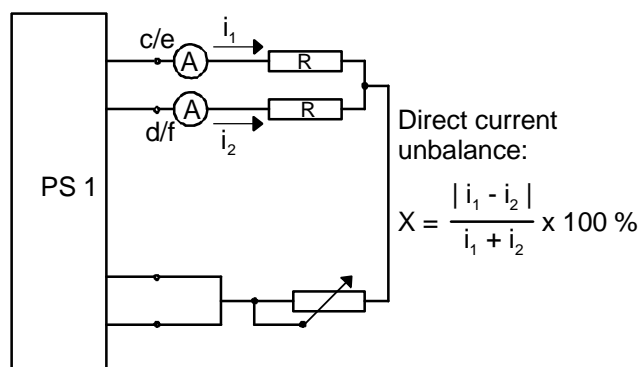 c/e
A
i₁
R
A
R
d/f
i₂
PS 1
Direct current
unbalance:
X = | i₁ - i₂ | / i₁ + i₂ x 100 %